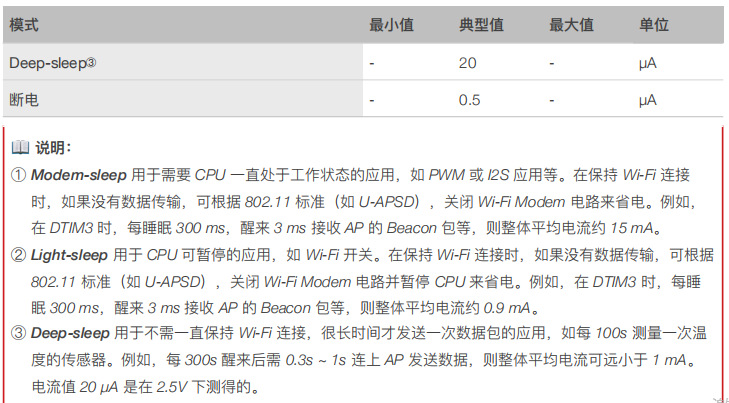 模式 最小值 典型值 最大值 单位
Deep-sleep③ - 20 - μA
断电 - 0.5 - μA
说明：
① Modem-sleep 用于需要 CPU 一直处于工作状态的应用，如 PWM 或 I2S 应用等。在保持 Wi-Fi 连接
时，如果没有数据传输，可根据 802.11 标准（如 U-APSD），关闭 Wi-Fi Modem 电路来省电。例如，
在 DTIM3 时，每睡眠 300 ms，醒来 3 ms 接收 AP 的 Beacon 包等，则整体平均电流约 15 mA。
② Light-sleep 用于 CPU 可暂停的应用，如 Wi-Fi 开关。在保持 Wi-Fi 连接时，如果没有数据传输，可根据
802.11 标准（如 U-APSD），关闭 Wi-Fi Modem 电路并暂停 CPU 来省电。例如，在 DTIM3 时，每睡
眠 300 ms，醒来 3 ms 接收 AP 的 Beacon 包等，则整体平均电流约 0.9 mA。
③ Deep-sleep 用于不需一直保持 Wi-Fi 连接，很长时间才发送一次数据包的应用，如每 100s 测量一次温
度的传感器。例如，每 300s 醒来后需 0.3s ~ 1s 连上 AP 发送数据，则整体平均电流可远小于 1 mA。
电流值 20 μA 是在 2.5V 下测得的。